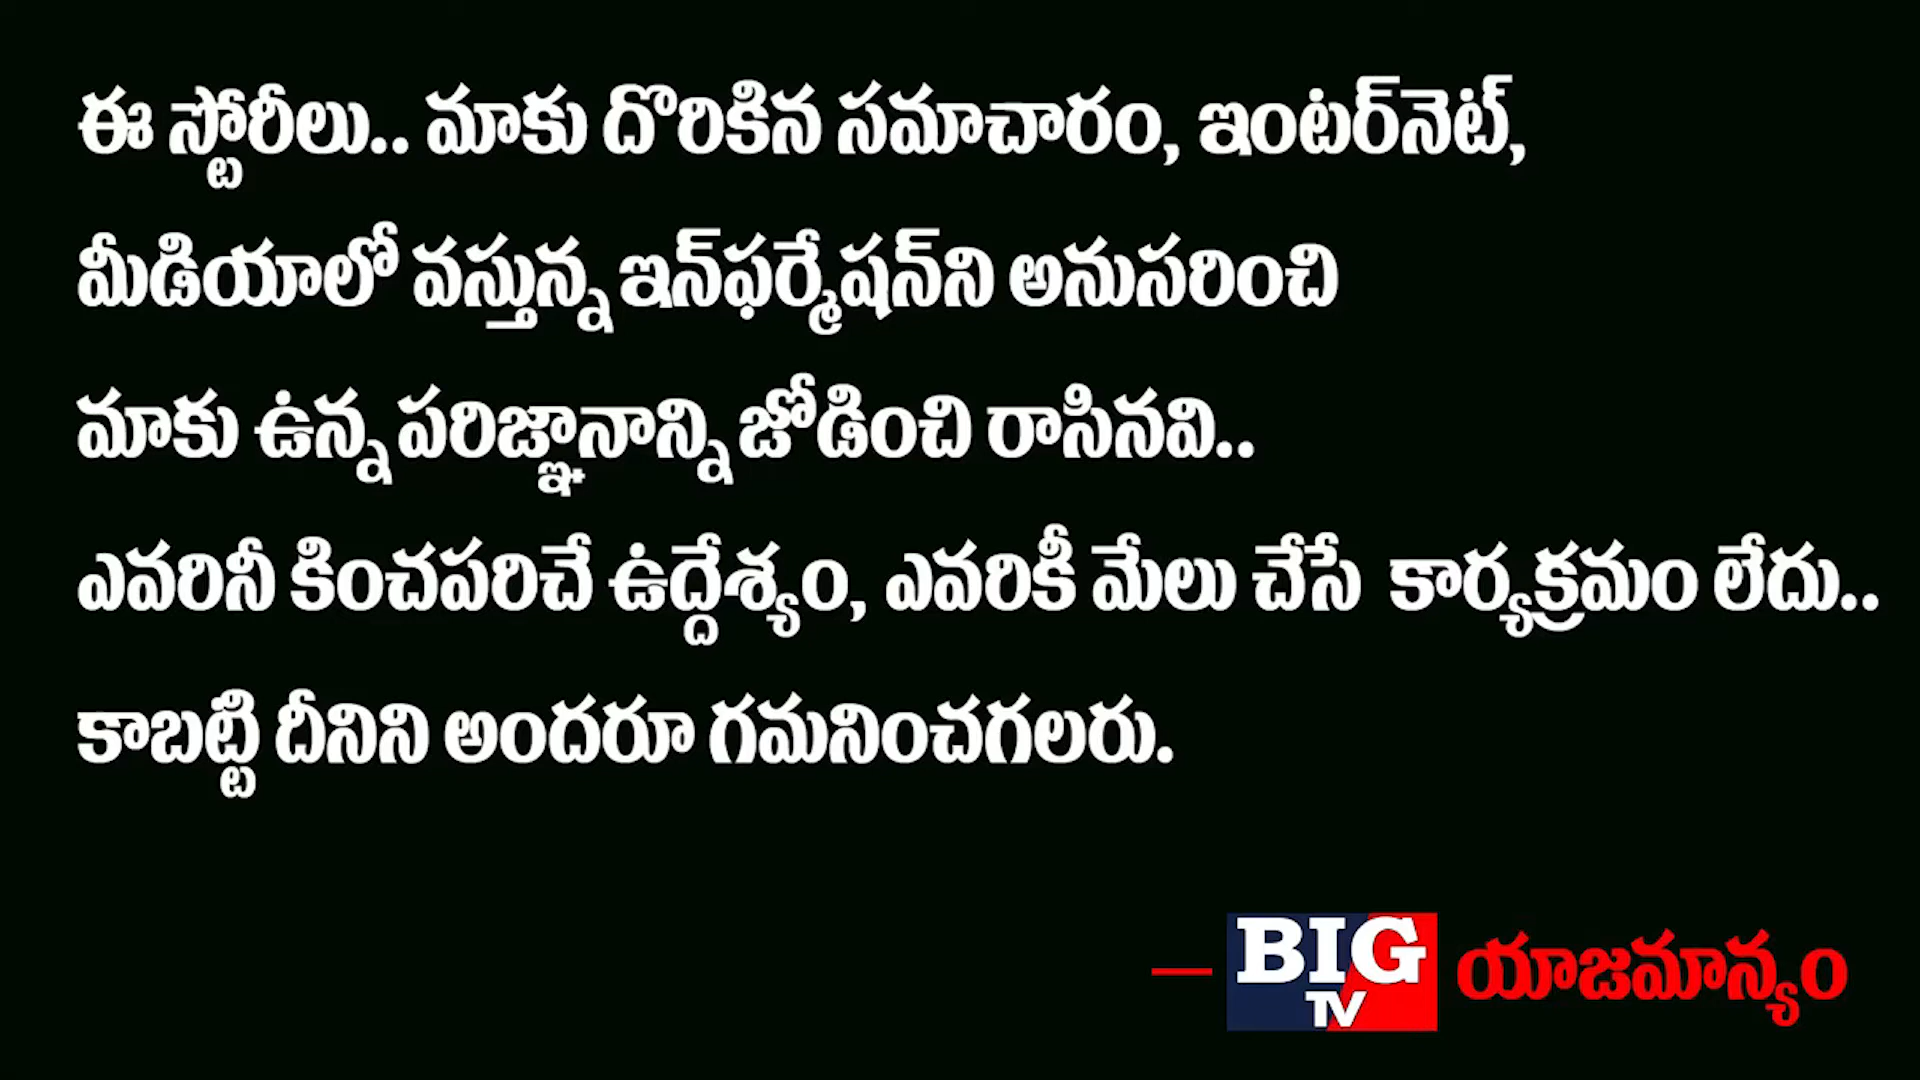 ఈ స్టోరీలు.. మాకు దొరికిన సమాచారం, ఇంటర్‌నెట్,
మీడియాలో వస్తున్న ఇన్‌ఫర్మేషన్‌ని అనుసరించి
మాకు ఉన్న పరిజ్ఞానాన్ని జోడించి రాసినవి..
ఎవరినీ కించపరిచే ఉద్దేశ్యం, ఎవరికీ మేలు చేసే కార్యక్రమం లేదు..
కాబట్టి దీనిని అందరూ గమనించగలరు.
— BIG TV యాజమాన్యం